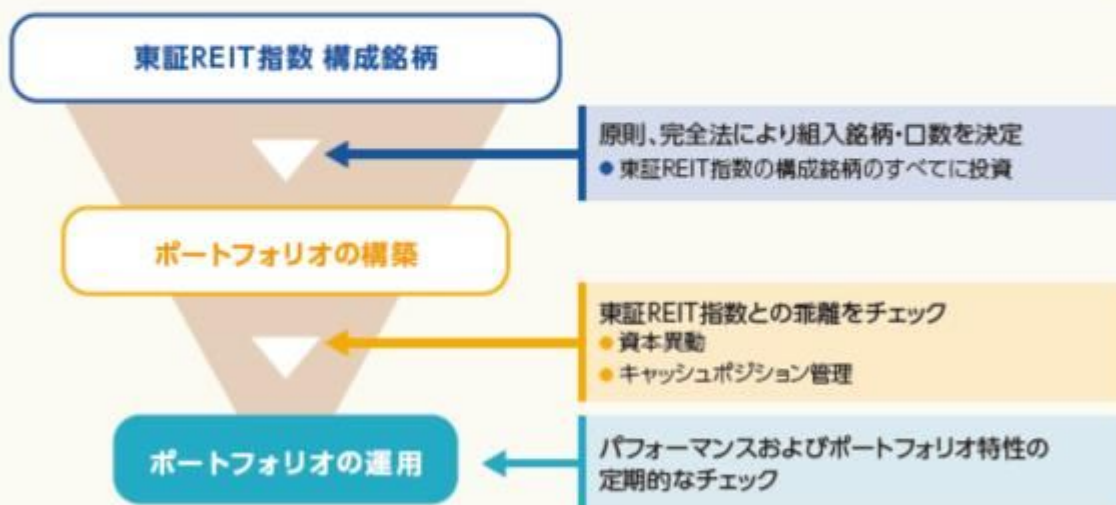 東証REIT指数 構成銘柄
原則、完全法により組入銘柄・口数を決定
● 東証REIT指数の構成銘柄のすべてに投資
ポートフォリオの構築
東証REIT指数との乖離をチェック
● 資本異動
● キャッシュポジション管理
ポートフォリオの運用
パフォーマンスおよびポートフォリオ特性の
定期的なチェック